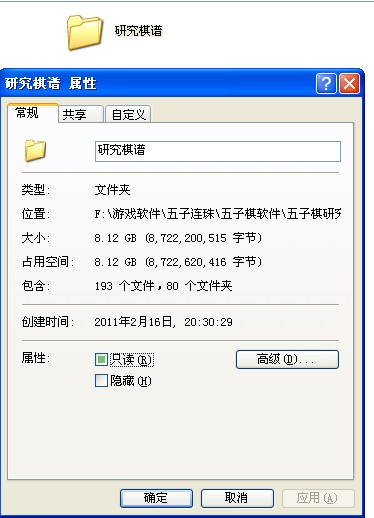 研究棋谱
研究棋谱 属性
常规 共享 自定义
研究棋谱
类型: 文件夹
位置: F:\游戏软件\五子连珠\五子棋软件\五子棋研
大小: 8.12 GB (8,722,200,515 字节)
占用空间: 8.12 GB (8,722,620,416 字节)
包含: 193 个文件，80 个文件夹
创建时间: 2011年2月16日, 20:30:29
属性: 只读(R) 高级(D)...
隐藏(H)
确定 取消 应用(A)